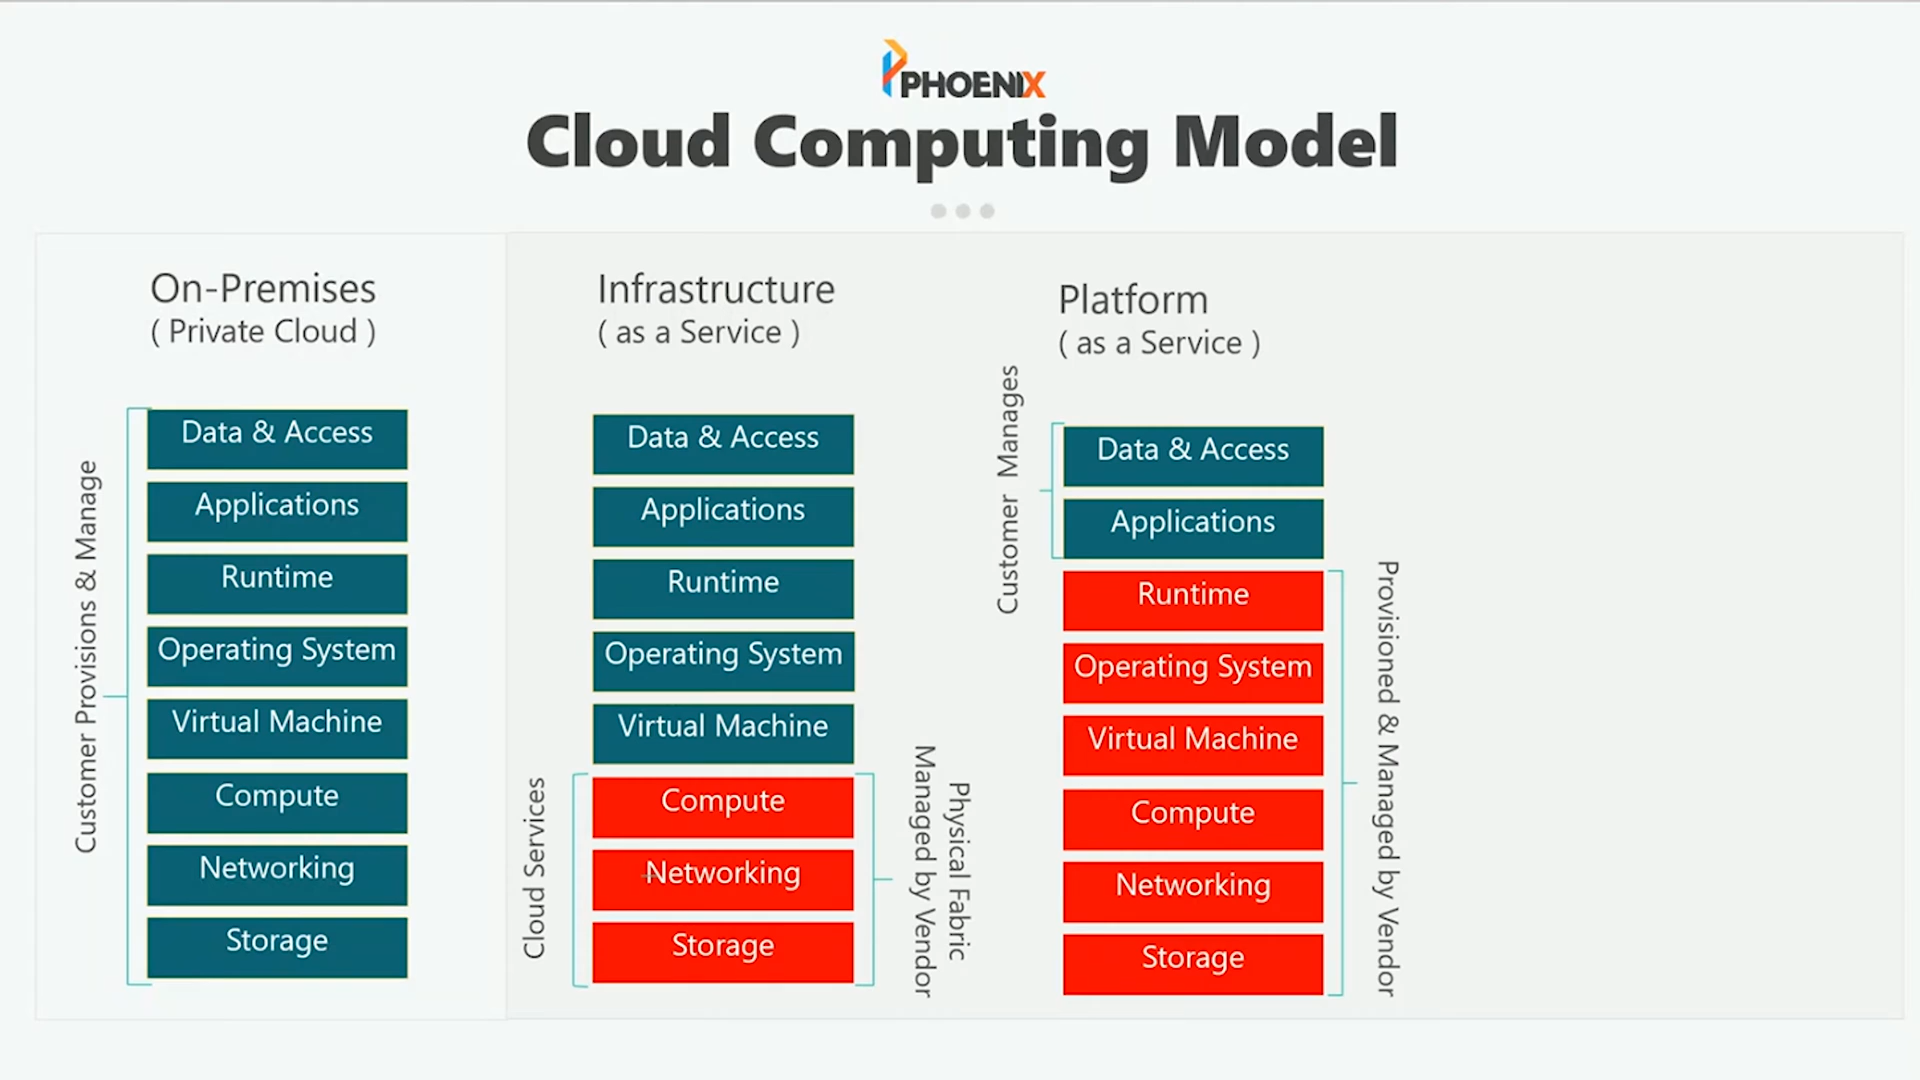 PHOENIX
Cloud Computing Model
On-Premises
( Private Cloud )
Customer Provisions & Manage
Data & Access
Applications
Runtime
Operating System
Virtual Machine
Compute
Networking
Storage
Infrastructure
( as a Service )
Data & Access
Applications
Runtime
Operating System
Virtual Machine
Cloud Services
Compute
Networking
Storage
Physical Fabric
Managed by Vendor
Platform
( as a Service )
Customer Manages
Data & Access
Applications
Runtime
Operating System
Virtual Machine
Compute
Networking
Storage
Provisioned & Managed by Vendor